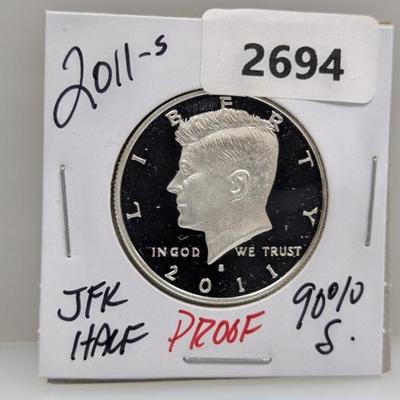 2011-s
2694
LIBERTY
IN GOD WE TRUST
S
2011
JFK HALF
PROOF
90% S.